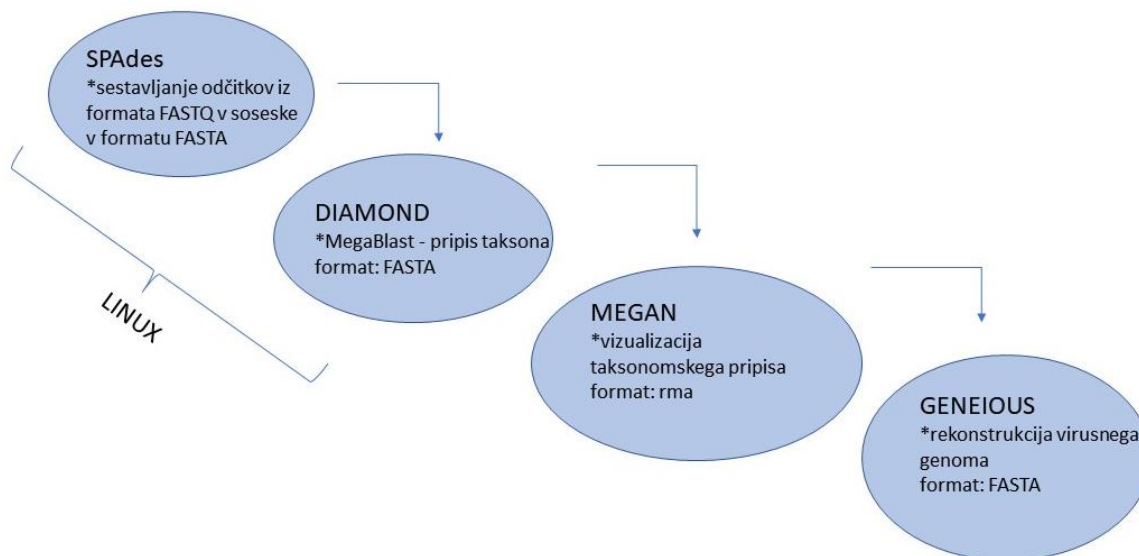 SPAdes
*sestavljanje odčitkov iz
formata FASTQ v soseske
v formatu FASTA
DIAMOND
*MegaBlast - pripis taksona
format: FASTA
LINUX
MEGAN
*vizualizacija
taksonomskega pripisa
format: rma
GENEIOUS
*rekonstrukcija virusnega
genoma
format: FASTA